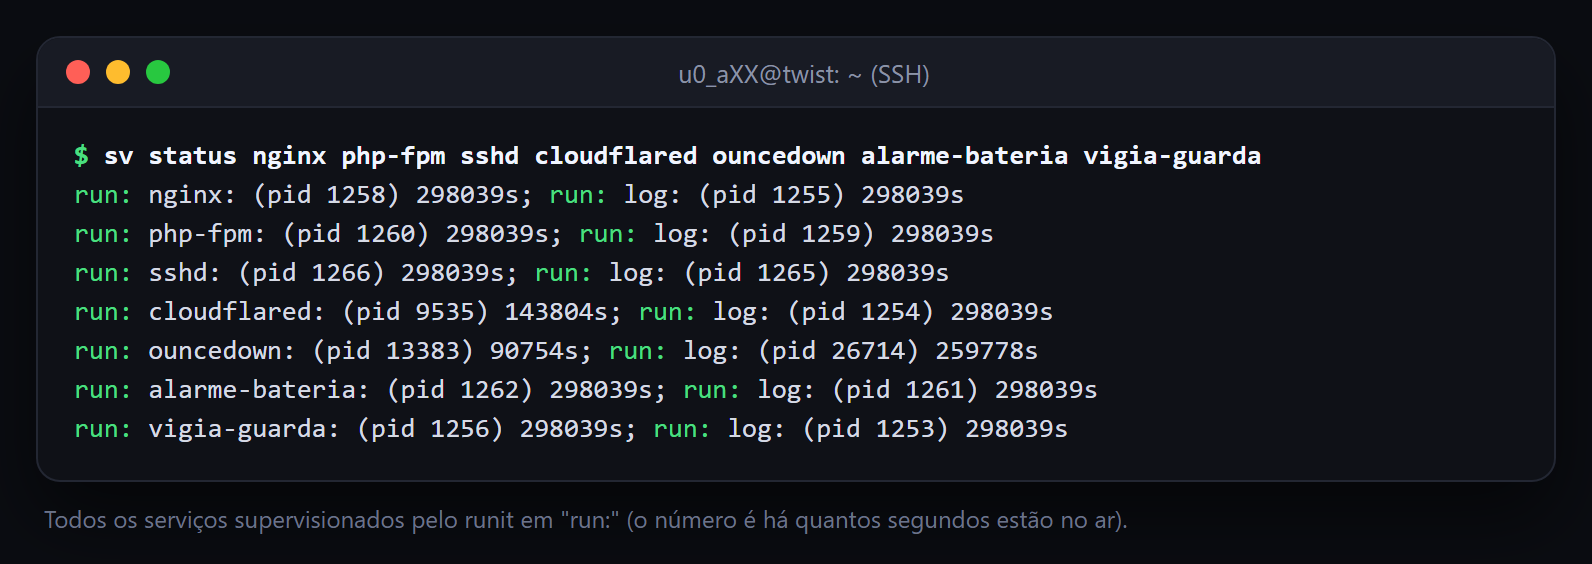 u0_aXX@twist: ~ (SSH)
$ sv status nginx php-fpm sshd cloudflared ouncedown alarme-bateria vigia-guarda
run: nginx: (pid 1258) 298039s; run: log: (pid 1255) 298039s
run: php-fpm: (pid 1260) 298039s; run: log: (pid 1259) 298039s
run: sshd: (pid 1266) 298039s; run: log: (pid 1265) 298039s
run: cloudflared: (pid 9535) 143804s; run: log: (pid 1254) 298039s
run: ouncedown: (pid 13383) 90754s; run: log: (pid 26714) 259778s
run: alarme-bateria: (pid 1262) 298039s; run: log: (pid 1261) 298039s
run: vigia-guarda: (pid 1256) 298039s; run: log: (pid 1253) 298039s
Todos os serviços supervisionados pelo runit em "run:" (o número é há quantos segundos estão no ar).